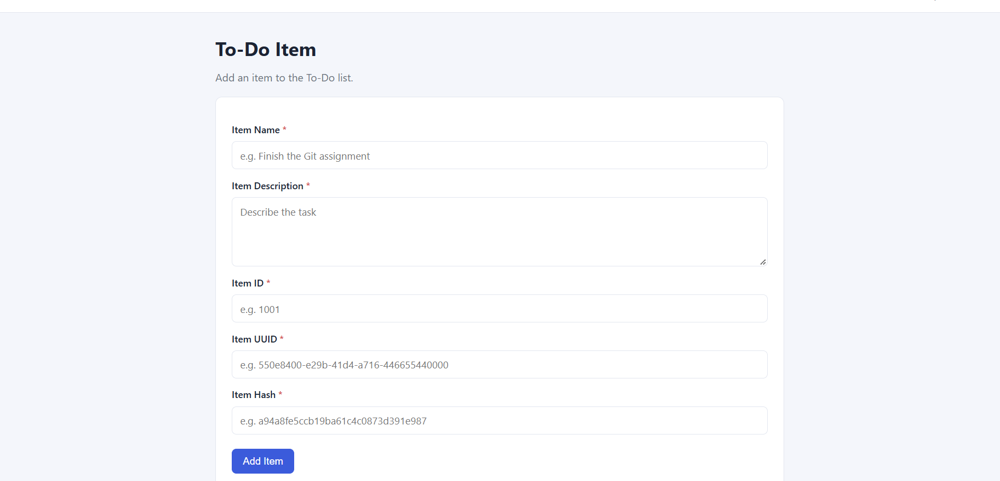 To-Do Item
Add an item to the To-Do list.
Item Name *
e.g. Finish the Git assignment
Item Description *
Describe the task
Item ID *
e.g. 1001
Item UUID *
e.g. 550e8400-e29b-41d4-a716-446655440000
Item Hash *
e.g. a94a8fe5ccb19ba61c4c0873d391e987
Add Item